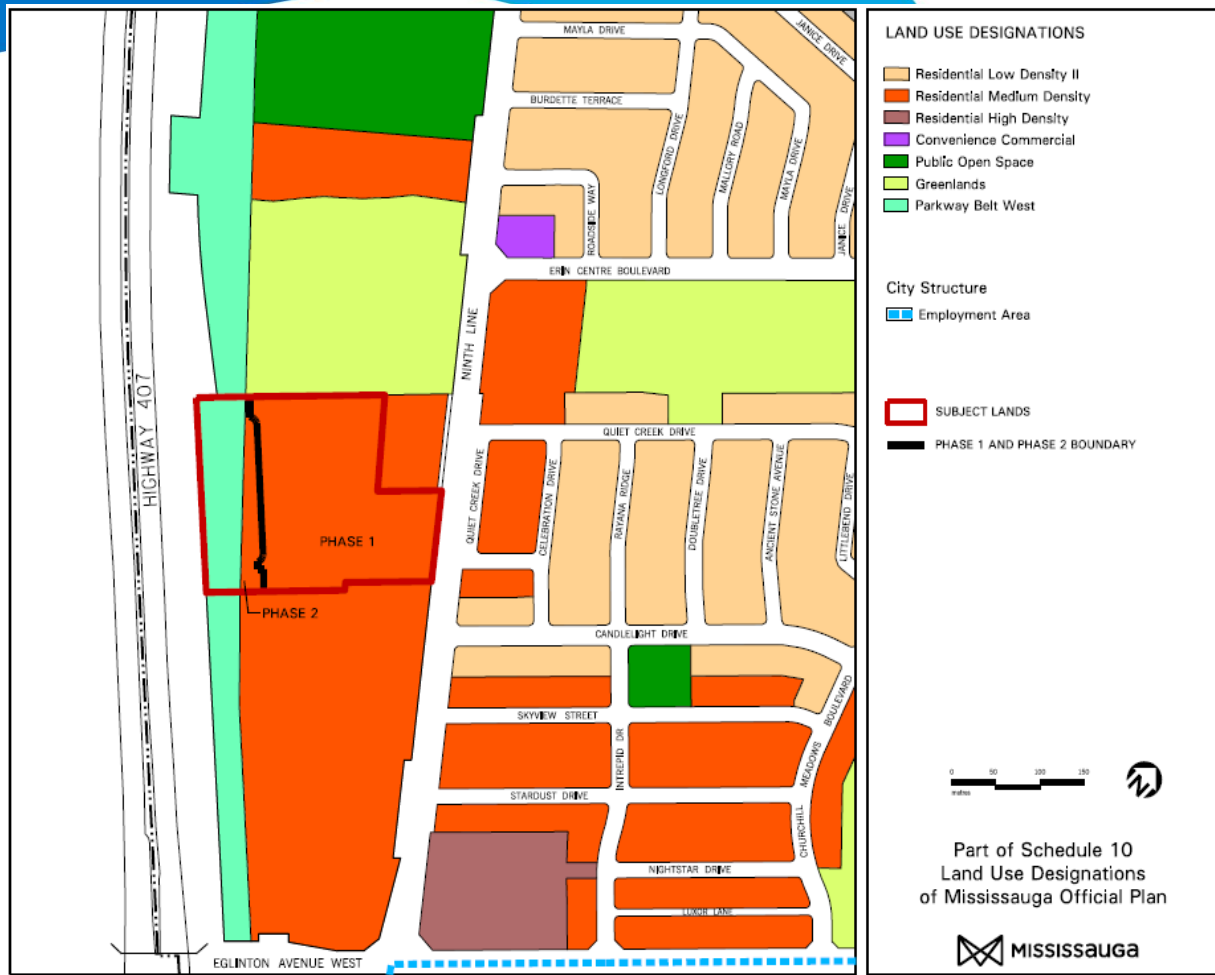 MAYLA DRIVE
JANICE DRIVE
BURDETTE TERRACE
LONGFORD DRIVE
MALLORY ROAD
MAYLA DRIVE
JANICE DRIVE
ROADSIDE WAY
ERIN CENTRE BOULEVARD
NINTH LINE
HIGHWAY 407
QUIET CREEK DRIVE
QUIET CREEK DRIVE
CELEBRATION DRIVE
RAYANA RIDGE
DOUBLETREE DRIVE
ANCIENT STONE AVENUE
LITTLEBEND DRIVE
PHASE 1
PHASE 2
CANDLELIGHT DRIVE
SKYVIEW STREET
INTREPID DR
CHURCHILL MEADOWS BOULEVARD
STARDUST DRIVE
NIGHTSTAR DRIVE
LUXOR LANE
EGLINTON AVENUE WEST
LAND USE DESIGNATIONS
Residential Low Density II
Residential Medium Density
Residential High Density
Convenience Commercial
Public Open Space
Greenlands
Parkway Belt West
City Structure
Employment Area
SUBJECT LANDS
PHASE 1 AND PHASE 2 BOUNDARY
0 50 100 150
metres
N
Part of Schedule 10
Land Use Designations
of Mississauga Official Plan
MISSISSAUGA